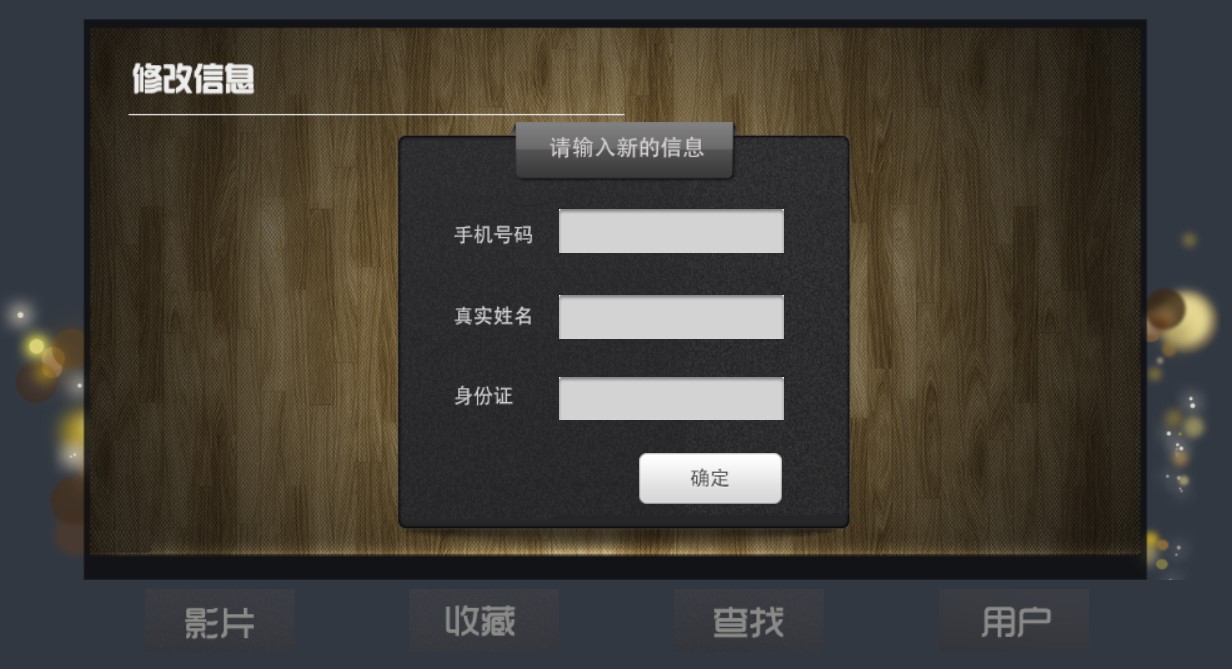 修改信息
请输入新的信息
手机号码
真实姓名
身份证
确定
影片 收藏 查找 用户